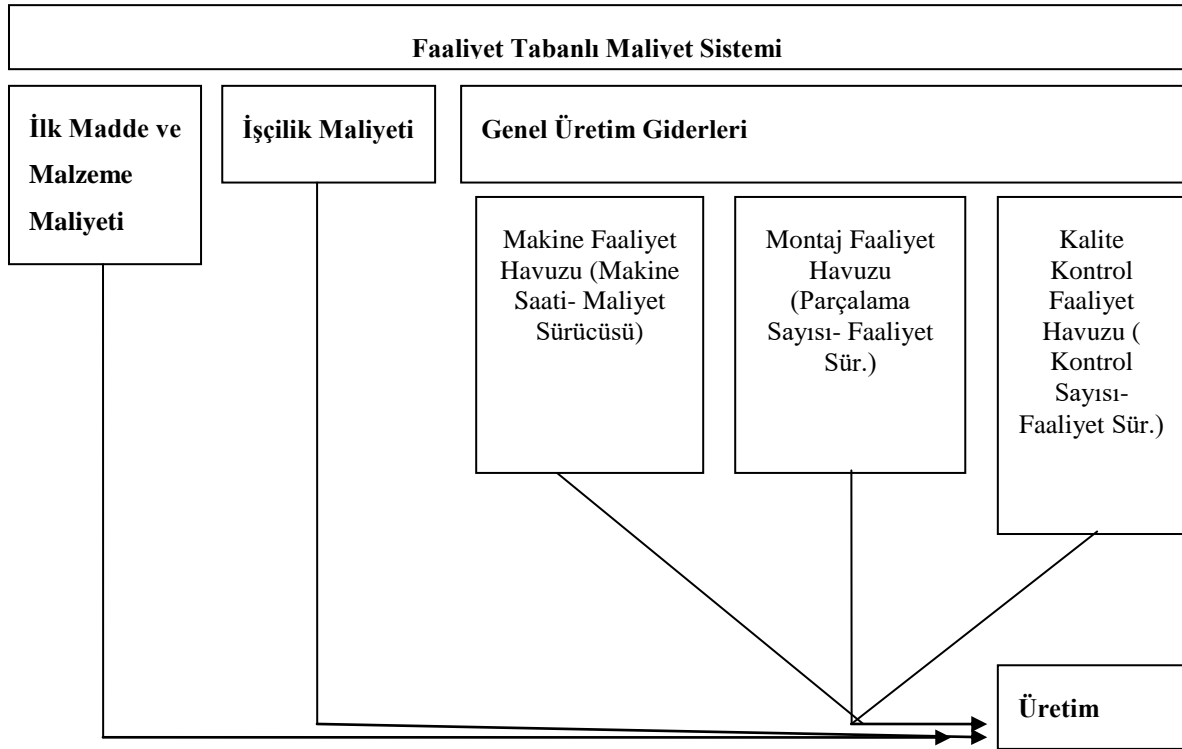 Faaliyet Tabanlı Maliyet Sistemi
İlk Madde ve
Malzeme
Maliyeti
İşçilik Maliyeti
Genel Üretim Giderleri
Makine Faaliyet
Havuzu (Makine
Saati- Maliyet
Sürücüsü)
Montaj Faaliyet
Havuzu
(Parçalama
Sayısı- Faaliyet
Sür.)
Kalite
Kontrol
Faaliyet
Havuzu (
Kontrol
Sayısı-
Faaliyet Sür.)
Üretim